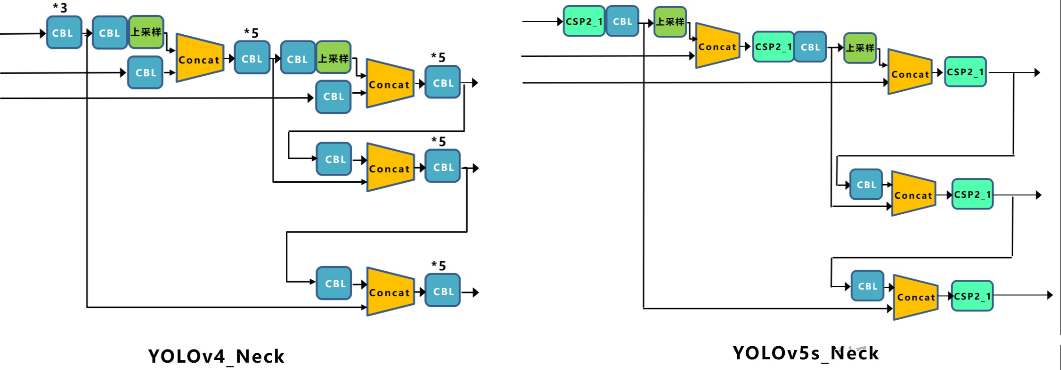 *3
CBL
CBL
上采样
CBL
Concat
*5
CBL
CBL
上采样
CBL
Concat
*5
CBL
CBL
Concat
*5
CBL
CBL
Concat
*5
CBL
YOLOv4_Neck
CSP2_1
CBL
上采样
Concat
CSP2_1
CBL
上采样
Concat
CSP2_1
CBL
Concat
CSP2_1
CBL
Concat
CSP2_1
YOLOv5s_Neck